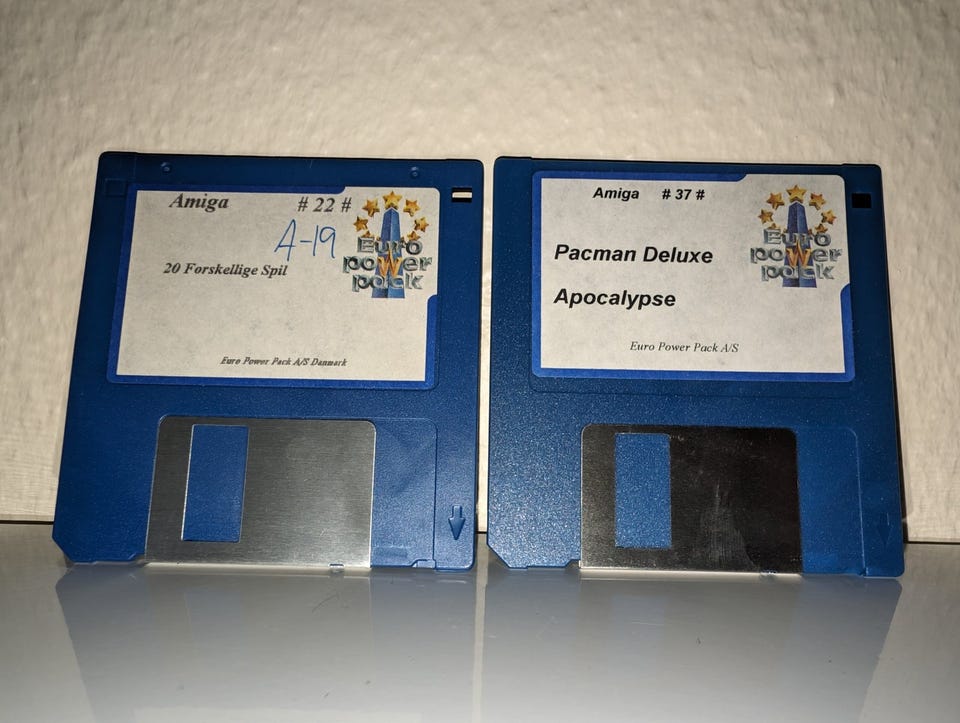 Amiga # 22 #
A-19
Euro
power
pack
20 Forskellige Spil
Euro Power Pack A/S Danmark
Amiga # 37 #
Euro
power
pack
Pacman Deluxe
Apocalypse
Euro Power Pack A/S